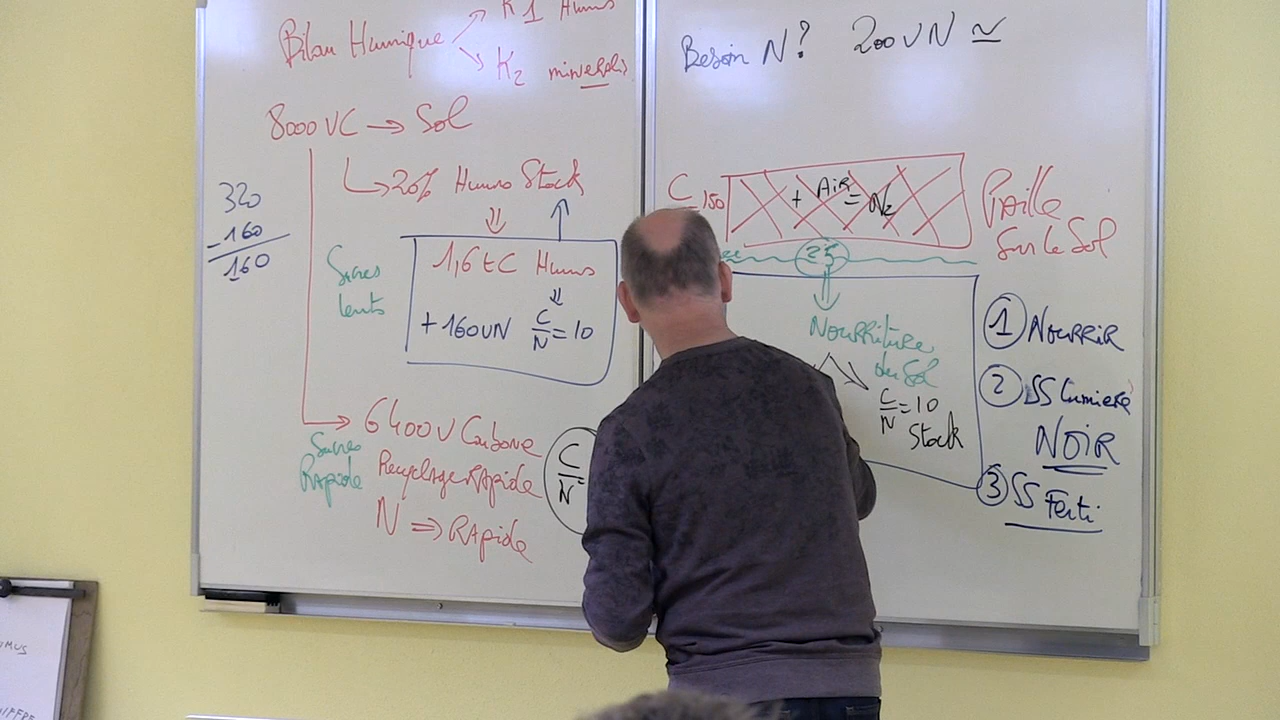 K1 Humus
Bilan Humique
K2 minéralis
8000 UC → Sol
↳ 20% Humus Stock
320
-160
160
Sucres
lents
1,6 t C Humus
+ 160 UN C/N = 10
6400 U Carbone
Sucres
Rapide
Recyclage Rapide
N ⇒ RApide
C/N =
Besoin N? 200 UN ≃
C 150
+ AiR = N2
Paille
Sur le Sol
25
Nourriture
du Sol
C/N = 10
Stock
1 NOURRIR
2 SS Lumiere
NOIR
3 SS Ferti